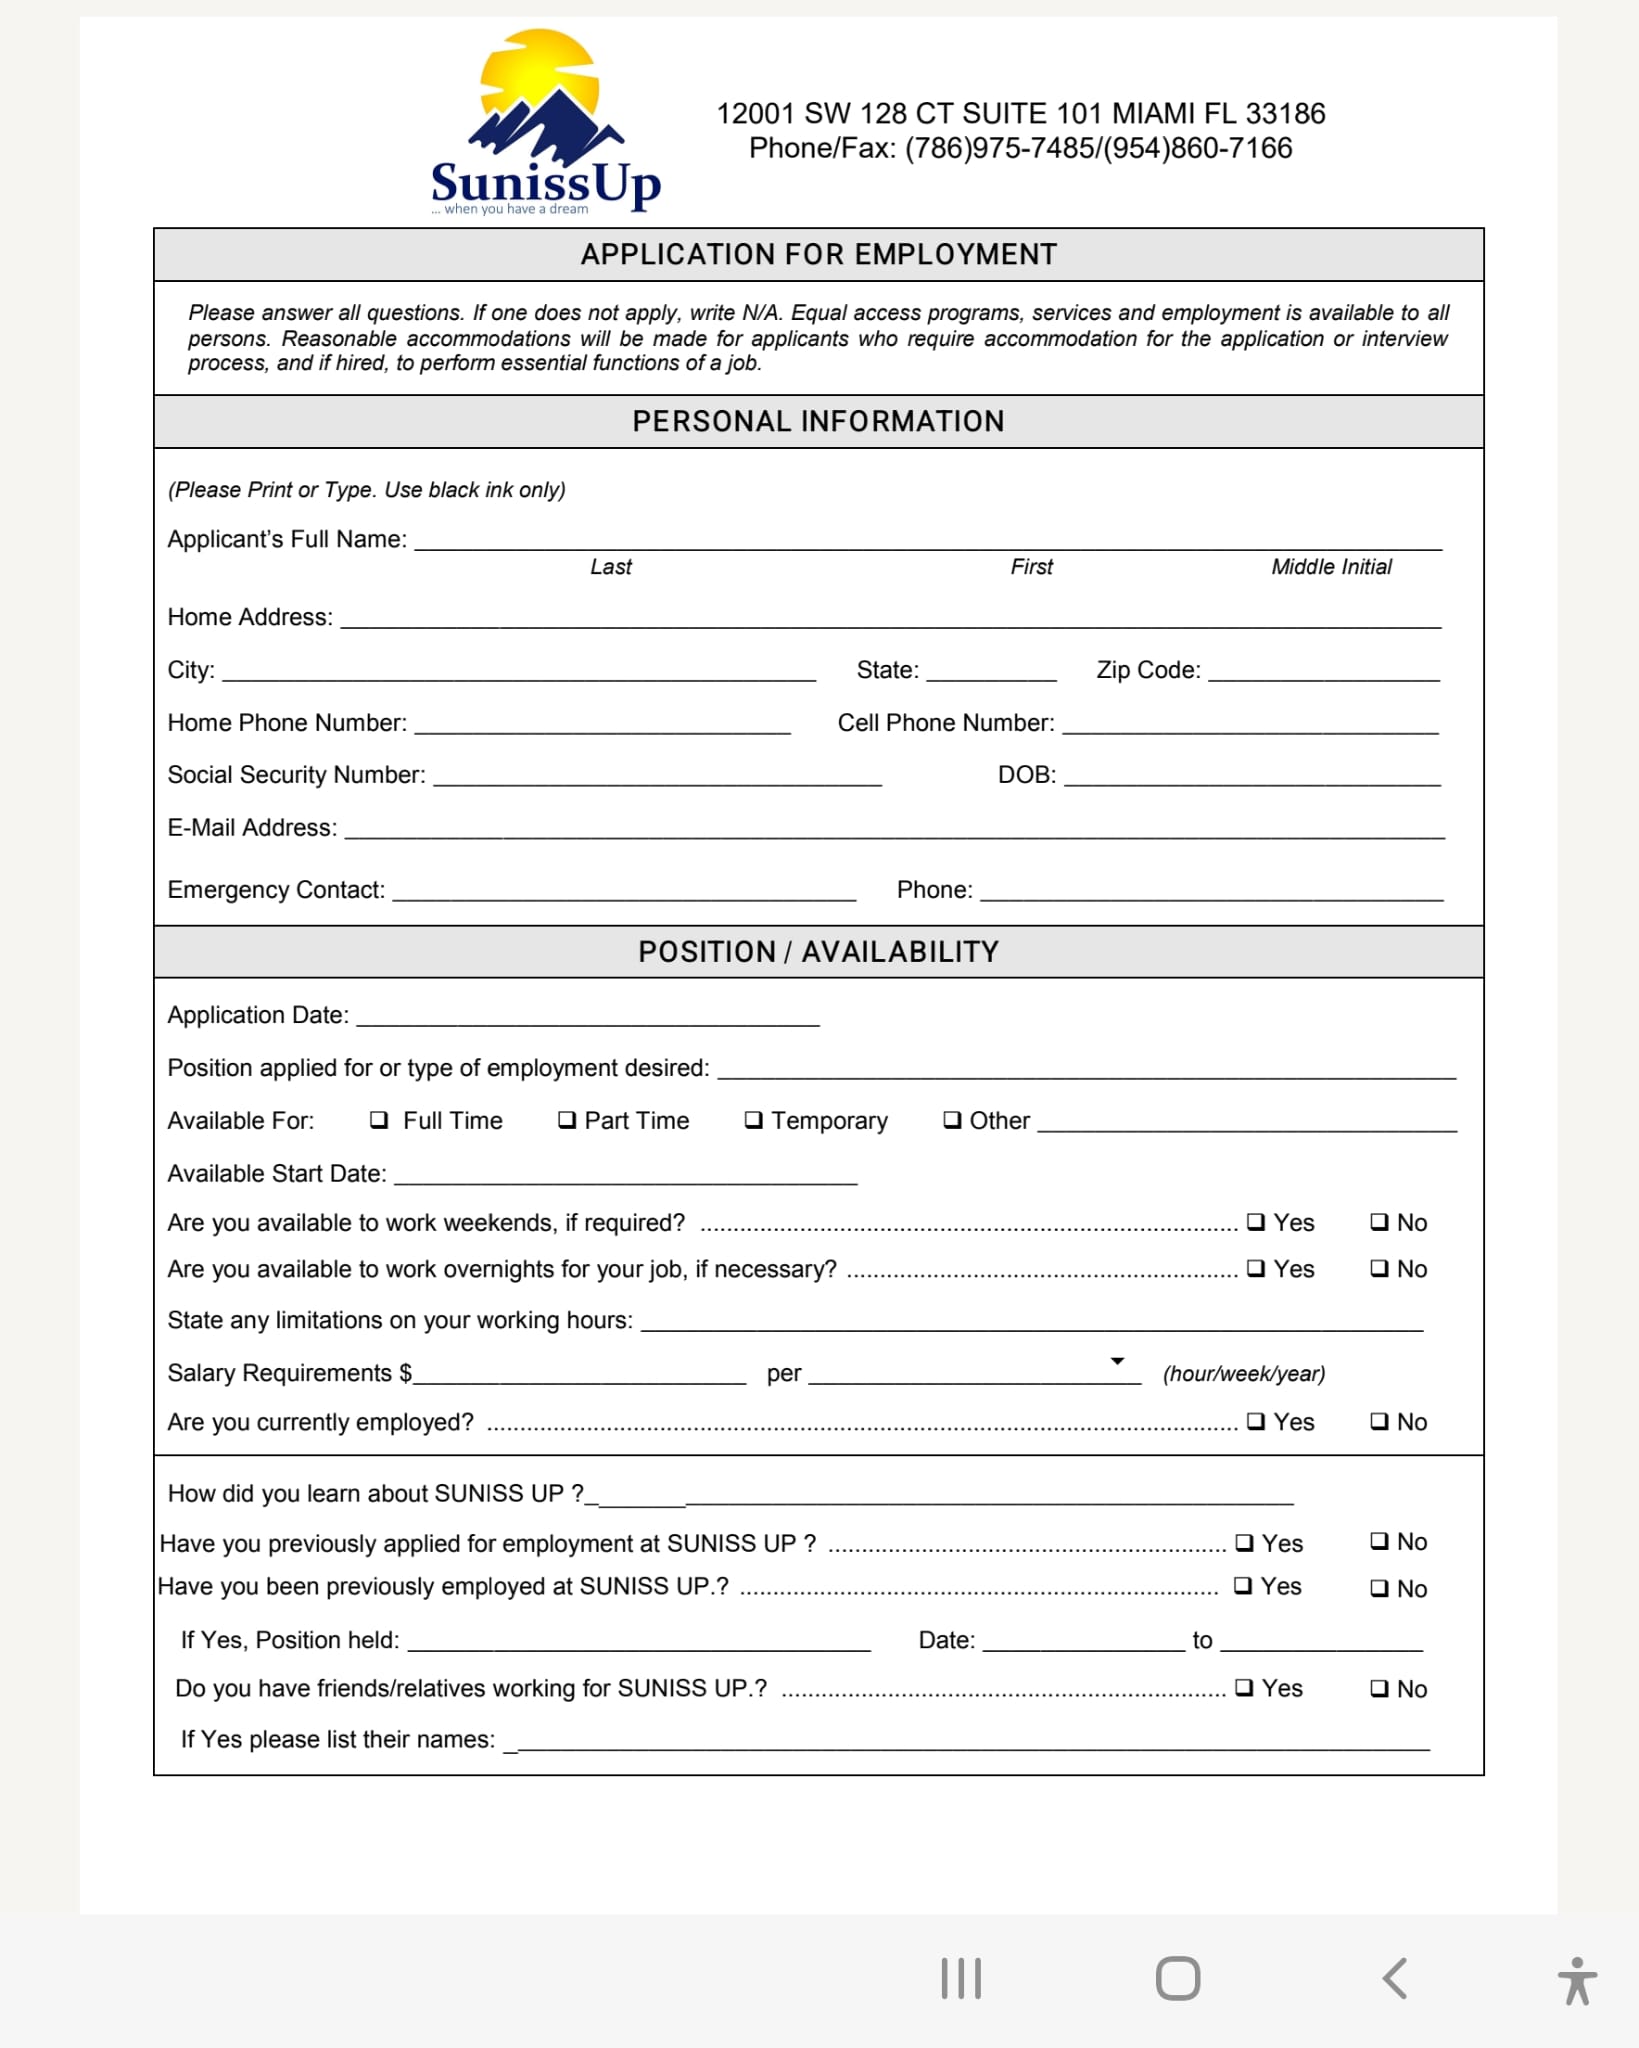 SunissUp
... when you have a dream
12001 SW 128 CT SUITE 101 MIAMI FL 33186
Phone/Fax: (786)975-7485/(954)860-7166
APPLICATION FOR EMPLOYMENT
Please answer all questions. If one does not apply, write N/A. Equal access programs, services and employment is available to all
persons. Reasonable accommodations will be made for applicants who require accommodation for the application or interview
process, and if hired, to perform essential functions of a job.
PERSONAL INFORMATION
(Please Print or Type. Use black ink only)
Applicant's Full Name: ____________________
Last First Middle Initial
Home Address: ____________________
City: ____________________ State: __________ Zip Code: __________
Home Phone Number: ____________________ Cell Phone Number: ____________________
Social Security Number: ____________________ DOB: ____________________
E-Mail Address: ____________________
Emergency Contact: ____________________ Phone: ____________________
POSITION / AVAILABILITY
Application Date: ____________________
Position applied for or type of employment desired: ____________________
Available For: ❑ Full Time ❑ Part Time ❑ Temporary ❑ Other ____________________
Available Start Date: ____________________
Are you available to work weekends, if required? .................... ❑ Yes ❑ No
Are you available to work overnights for your job, if necessary? .................... ❑ Yes ❑ No
State any limitations on your working hours: ____________________
Salary Requirements $____________________ per ____________________ (hour/week/year)
Are you currently employed? .................... ❑ Yes ❑ No
How did you learn about SUNISS UP ?____________________
Have you previously applied for employment at SUNISS UP ? .................... ❑ Yes ❑ No
Have you been previously employed at SUNISS UP.? .................... ❑ Yes ❑ No
If Yes, Position held: ____________________ Date: __________ to __________
Do you have friends/relatives working for SUNISS UP.? .................... ❑ Yes ❑ No
If Yes please list their names: ____________________